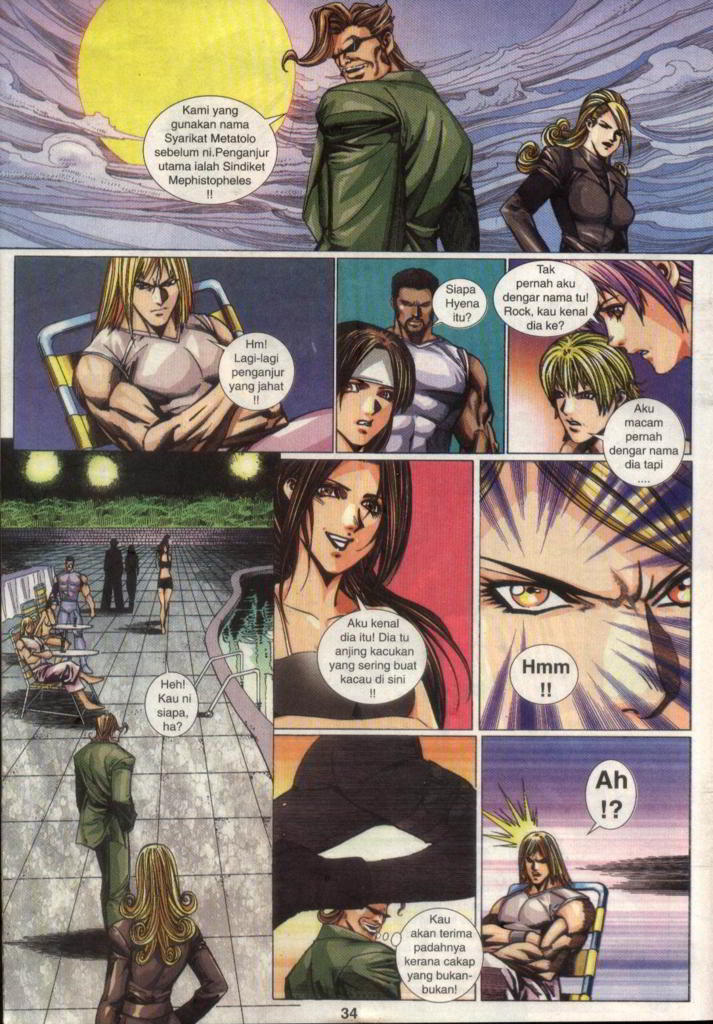 Kami yang
gunakan nama
Syarikat Metatolo
sebelum ni.Penganjur
utama ialah Sindiket
Mephistopheles
!!
Hm!
Lagi-lagi
penganjur
yang jahat
!!
Siapa
Hyena
itu?
Tak
pernah aku
dengar nama tu!
Rock, kau kenal
dia ke?
Aku
macam
pernah
dengar nama
dia tapi
....
Heh!
Kau ni
siapa,
ha?
Aku kenal
dia itu! Dia tu
anjing kacukan
yang sering buat
kacau di sini
!!
Hmm
!!
Kau
akan terima
padahnya
kerana cakap
yang bukan-
bukan!
Ah
!?
34